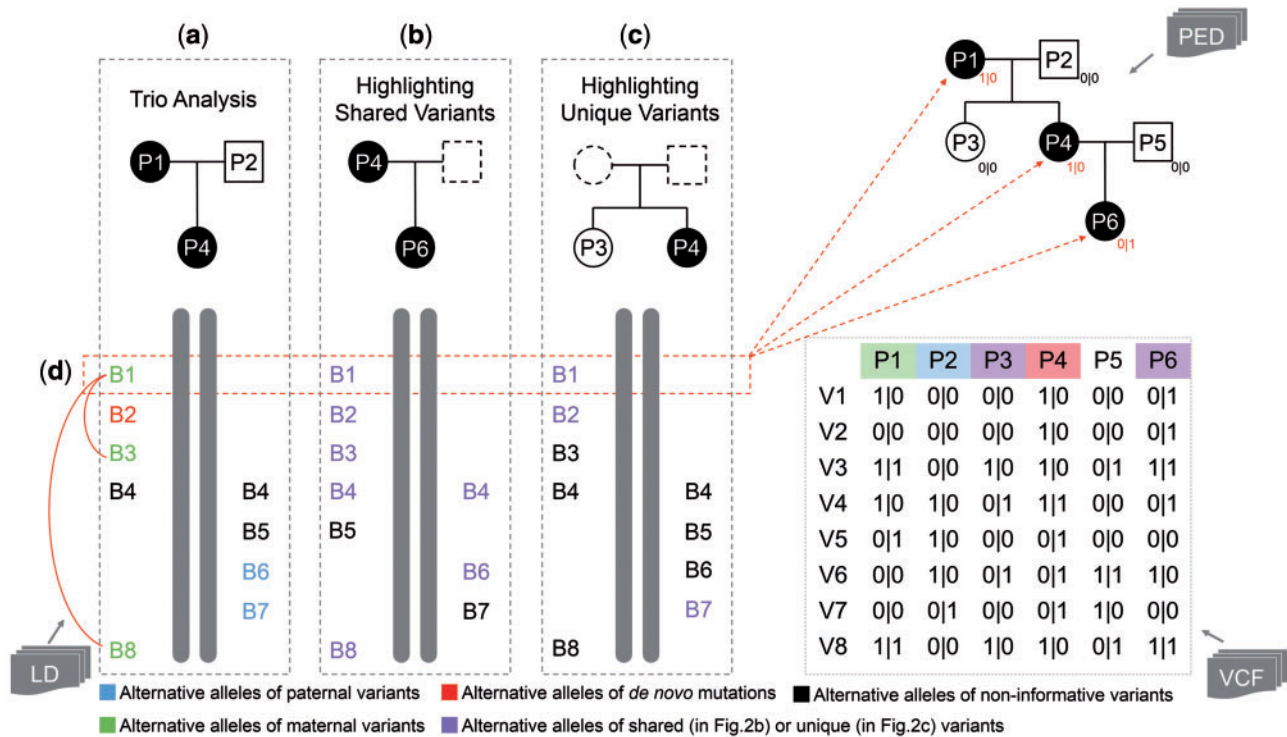 (a)
(b)
(c)
Trio Analysis
Highlighting
Shared Variants
Highlighting
Unique Variants
P1
P2
P4
P4
P6
P3
P4
PED
P1
1|0
P2
0|0
P3
0|0
P4
1|0
P5
0|0
P6
0|1
(d)
B1
B1
B1
B2
B2
B2
B3
B3
B3
B4
B4
B4
B4
B4
B4
B5
B5
B5
B6
B6
B6
B7
B7
B7
B8
B8
B8
LD
P1 P2 P3 P4 P5 P6
V1 1|0 0|0 0|0 1|0 0|0 0|1
V2 0|0 0|0 0|0 1|0 0|0 0|1
V3 1|1 0|0 1|0 1|0 0|1 1|1
V4 1|0 1|0 0|1 1|1 0|0 0|1
V5 0|1 1|0 0|0 0|1 0|0 0|0
V6 0|0 1|0 0|1 0|1 1|1 1|0
V7 0|0 0|1 0|0 0|1 1|0 0|0
V8 1|1 0|0 1|0 1|0 0|1 1|1
VCF
Alternative alleles of paternal variants
Alternative alleles of de novo mutations
Alternative alleles of non-informative variants
Alternative alleles of maternal variants
Alternative alleles of shared (in Fig.2b) or unique (in Fig.2c) variants